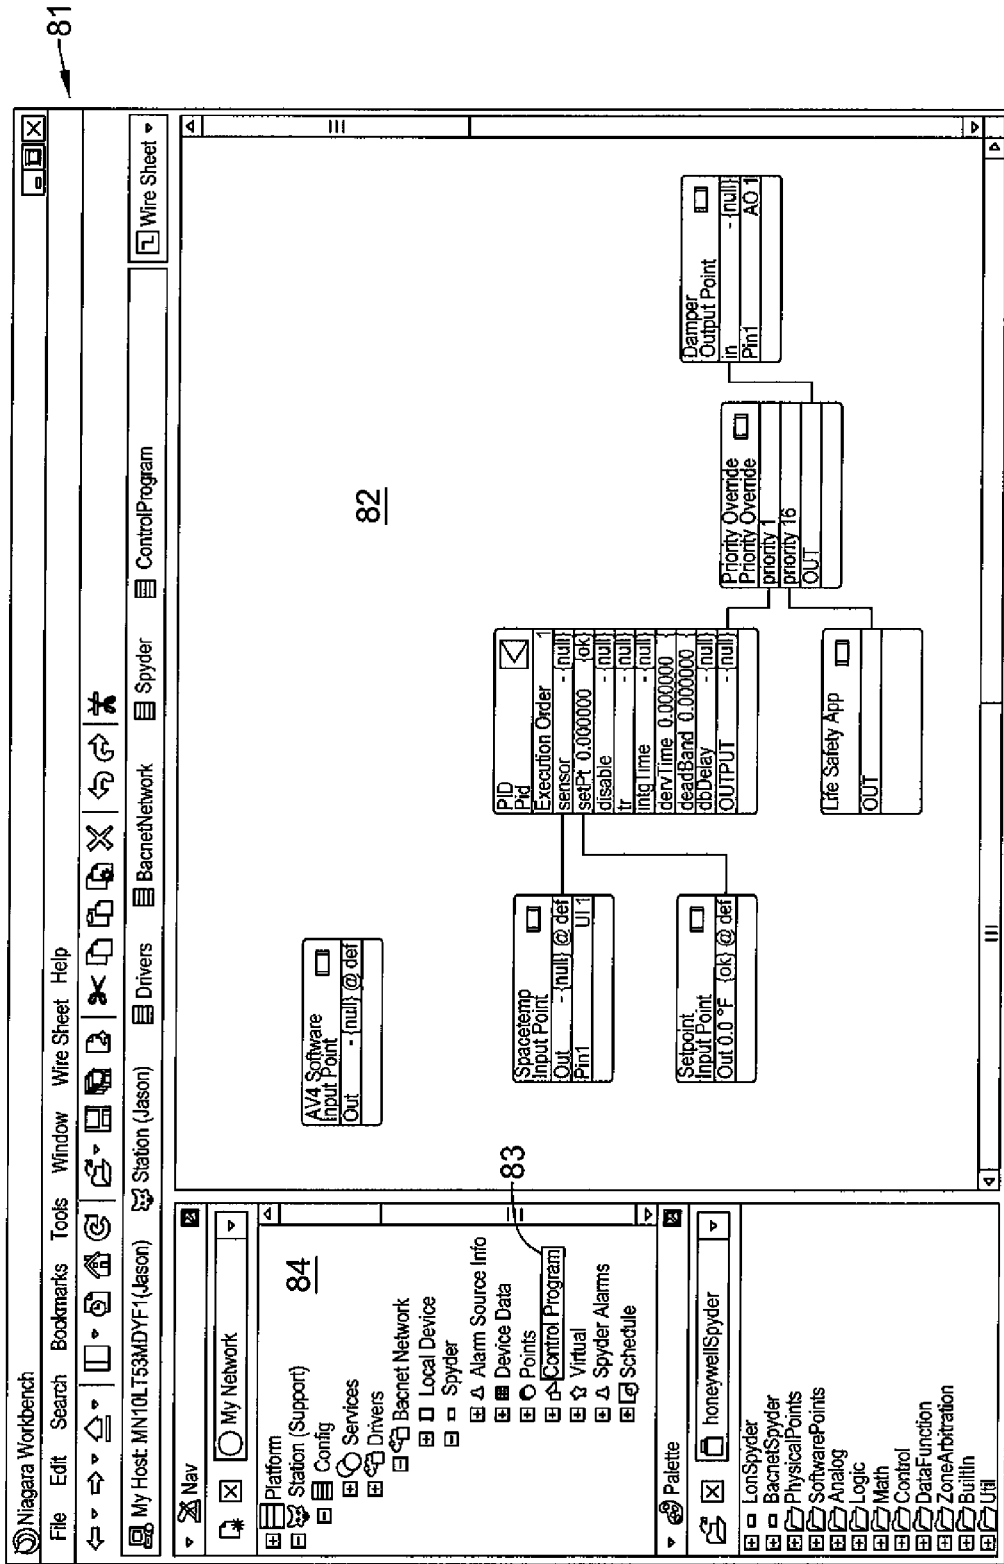 81
Niagara Workbench
File Edit Search Bookmarks Tools Window Wire Sheet Help
My Host: MN10LT53MDYF1(Jason) Station (Jason) Drivers BacnetNetwork Spyder ControlProgram Wire Sheet
Nav
My Network
84
Platform
Station (Support)
Config
Services
Drivers
Bacnet Network
Local Device
Spyder
Alarm Source Info
Device Data
Points
Control Program
Virtual
Spyder Alarms
Schedule
83
Palette
honeywellSpyder
LonSpyder
BacnetSpyder
PhysicalPoints
SoftwarePoints
Analog
Logic
Math
Control
DataFunction
ZoneArbitration
BuiltIn
Util
82
AV4 Software
Input Point
Out - {null} @ def
Spacetemp
Input Point
Out - {null} @ def
Pin1 UI 1
Setpoint
Input Point
Out 0.0 °F {ok} @ def
PID
Pid
Execution Order 1
sensor - {null}
setPt 0.000000 {ok}
disable - {null}
tr - {null}
intgTime - {null}
dervTime 0.000000
deadBand 0.000000
dbDelay - {null}
OUTPUT - {null}
Life Safety App
OUT
Priority Override
Priority Override
priority 1
priority 16
OUT
Damper
Output Point
in - {null}
Pin1 AO 1